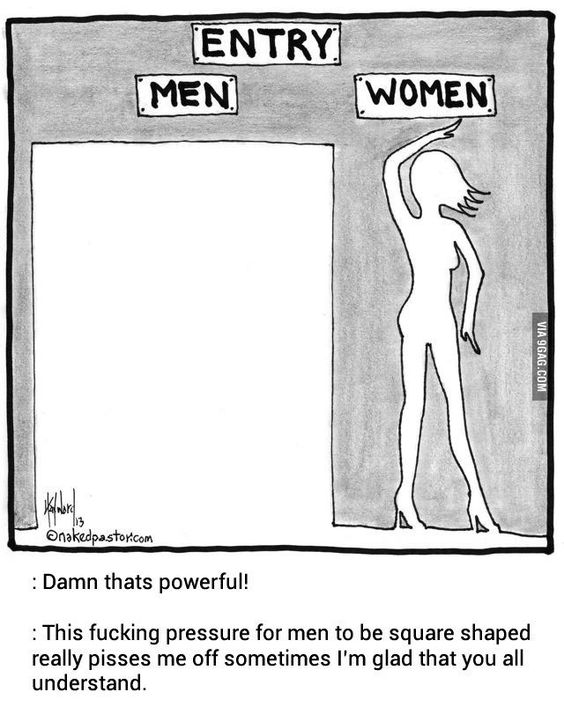 ENTRY
MEN
WOMEN
VIA 9GAG.COM
13
©nakedpastor.com
: Damn thats powerful!
: This fucking pressure for men to be square shaped
really pisses me off sometimes I'm glad that you all
understand.